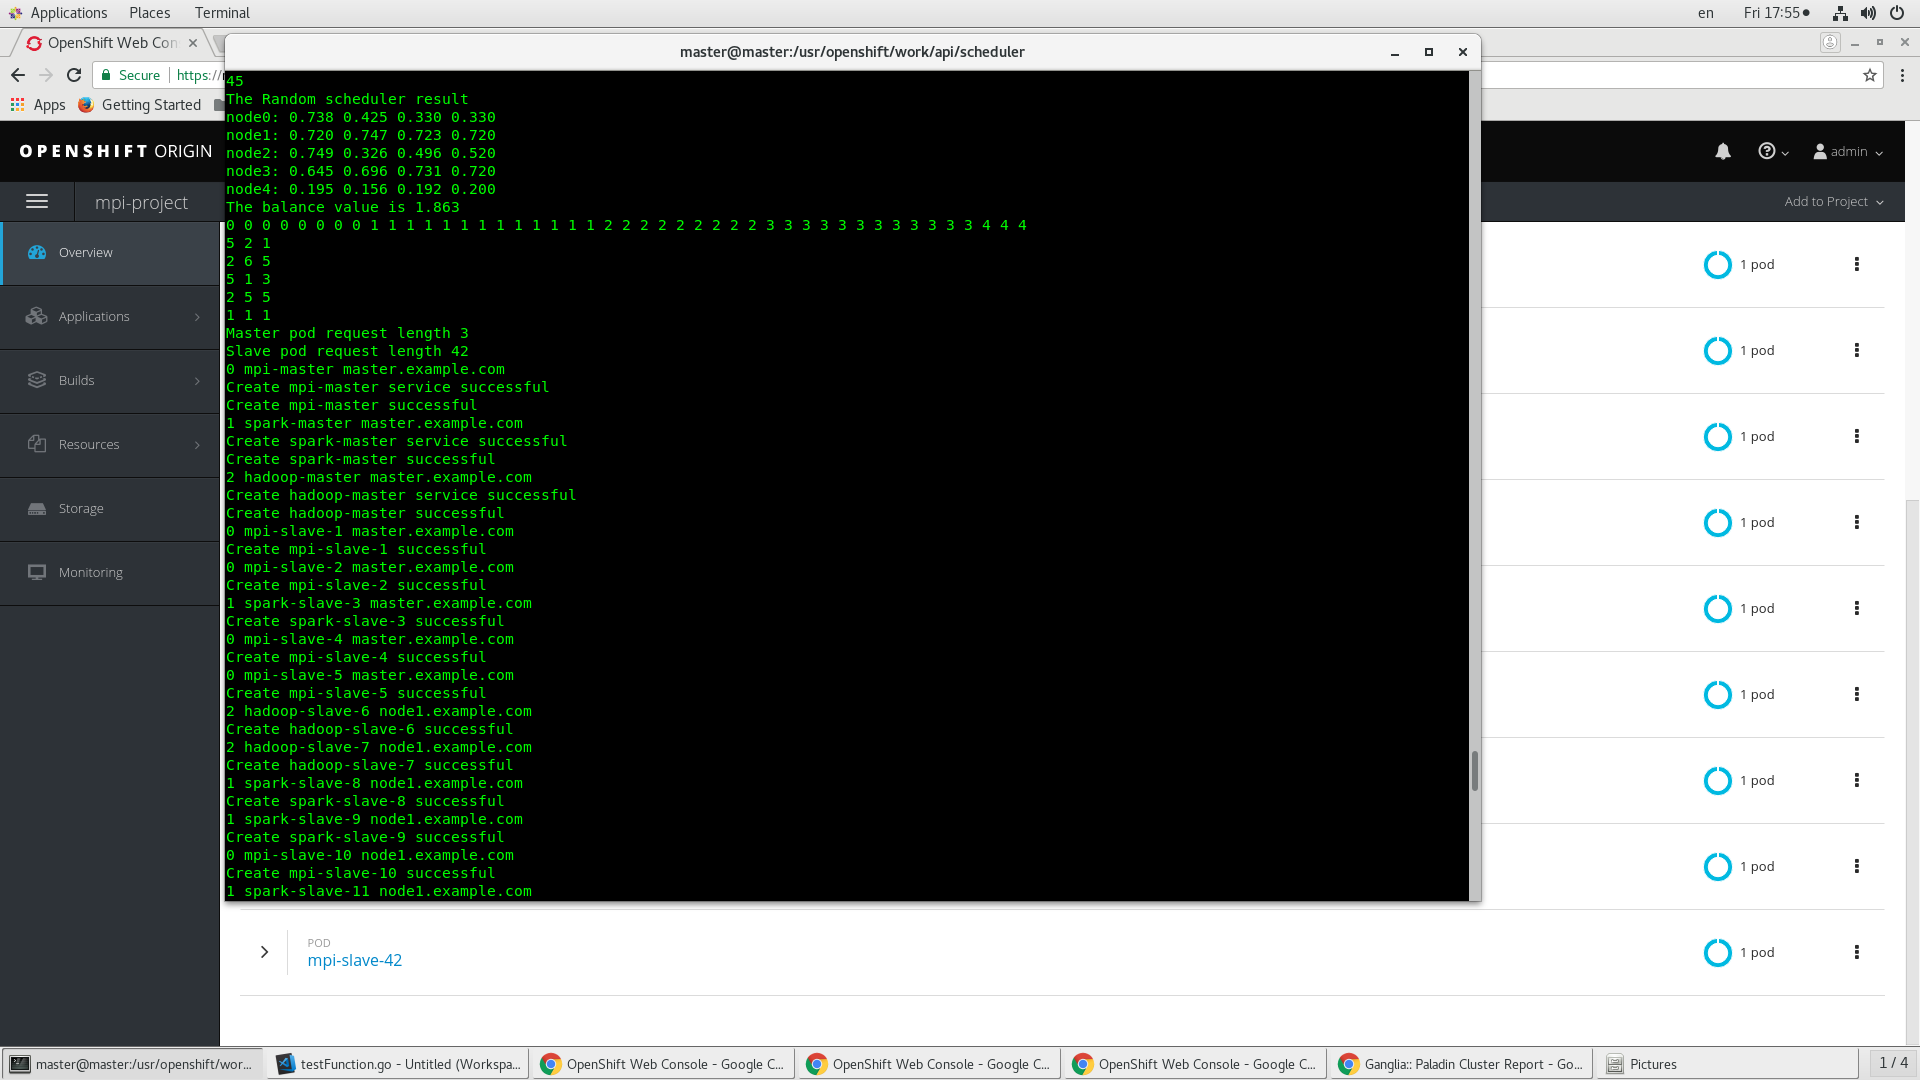 Applications Places Terminal en Fri 17:55
OpenShift Web Con
master@master:/usr/openshift/work/api/scheduler
Secure https://
Apps Getting Started
OPENSHIFT ORIGIN
admin
mpi-project
Add to Project
Overview
Applications
Builds
Resources
Storage
Monitoring
45
The Random scheduler result
node0: 0.738 0.425 0.330 0.330
node1: 0.720 0.747 0.723 0.720
node2: 0.749 0.326 0.496 0.520
node3: 0.645 0.696 0.731 0.720
node4: 0.195 0.156 0.192 0.200
The balance value is 1.863
0 0 0 0 0 0 0 0 1 1 1 1 1 1 1 1 1 1 1 1 1 2 2 2 2 2 2 2 2 2 3 3 3 3 3 3 3 3 3 3 3 3 4 4 4
5 2 1
2 6 5
5 1 3
2 5 5
1 1 1
Master pod request length 3
Slave pod request length 42
0 mpi-master master.example.com
Create mpi-master service successful
Create mpi-master successful
1 spark-master master.example.com
Create spark-master service successful
Create spark-master successful
2 hadoop-master master.example.com
Create hadoop-master service successful
Create hadoop-master successful
0 mpi-slave-1 master.example.com
Create mpi-slave-1 successful
0 mpi-slave-2 master.example.com
Create mpi-slave-2 successful
1 spark-slave-3 master.example.com
Create spark-slave-3 successful
0 mpi-slave-4 master.example.com
Create mpi-slave-4 successful
0 mpi-slave-5 master.example.com
Create mpi-slave-5 successful
2 hadoop-slave-6 node1.example.com
Create hadoop-slave-6 successful
2 hadoop-slave-7 node1.example.com
Create hadoop-slave-7 successful
1 spark-slave-8 node1.example.com
Create spark-slave-8 successful
1 spark-slave-9 node1.example.com
Create spark-slave-9 successful
0 mpi-slave-10 node1.example.com
Create mpi-slave-10 successful
1 spark-slave-11 node1.example.com
1 pod
1 pod
1 pod
1 pod
1 pod
1 pod
1 pod
1 pod
POD
mpi-slave-42
1 pod
master@master:/usr/openshift/wor...
testFunction.go - Untitled (Workspa...
OpenShift Web Console - Google C...
OpenShift Web Console - Google C...
OpenShift Web Console - Google C...
Ganglia:: Paladin Cluster Report - Go...
Pictures
1 / 4